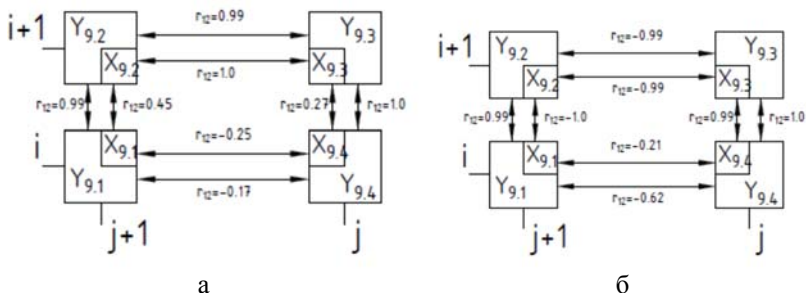 r₁₂=0.99
i+1 Y9.2 Y9.3
X9.2 r₁₂=1.0 X9.3
r₁₂=0.99 r₁₂=0.45 r₁₂=0.27 r₁₂=1.0
i X9.1 r₁₂=-0.25 X9.4
Y9.1 r₁₂=-0.17 Y9.4
j+1 j
а
r₁₂=-0.99
i+1 Y9.2 Y9.3
X9.2 r₁₂=-0.99 X9.3
r₁₂=0.99 r₁₂=-1.0 r₁₂=0.99 r₁₂=1.0
i X9.1 r₁₂=-0.21 X9.4
Y9.1 r₁₂=-0.62 Y9.4
j+1 j
б